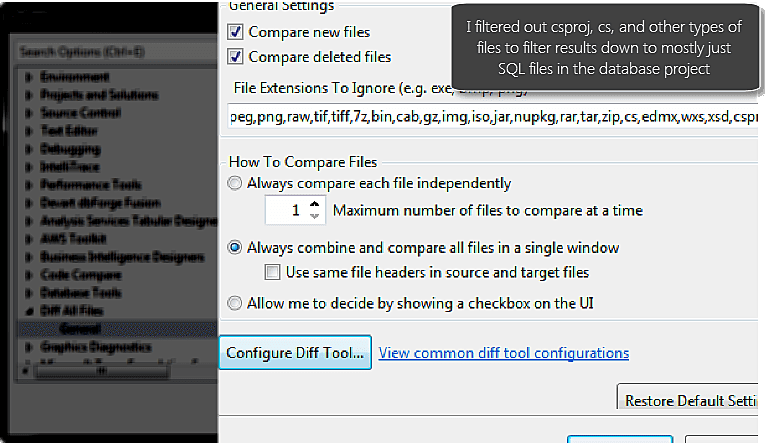 General Settings
I filtered out csproj, cs, and other types of
files to filter results down to mostly just
SQL files in the database project
Compare new files
Compare deleted files
File Extensions To Ignore (e.g. exe,
peg,png,raw,tif,tiff,7z,bin,cab,gz,img,iso,jar,nupkg,rar,tar,zip,cs,edmx,wxs,xsd,cspr
How To Compare Files
Always compare each file independently
1 Maximum number of files to compare at a time
Always combine and compare all files in a single window
Use same file headers in source and target files
Allow me to decide by showing a checkbox on the UI
Configure Diff Tool... View common diff tool configurations
Restore Default Setti
Search Options (Ctrl+E)
Environment
Projects and Solutions
Source Control
Text Editor
Debugging
IntelliTrace
Performance Tools
Devart dbForge Fusion
Analysis Services Tabular Designe
AWS Toolkit
Business Intelligence Designers
Code Compare
Database Tools
Diff All Files
General
Graphics Diagnostics